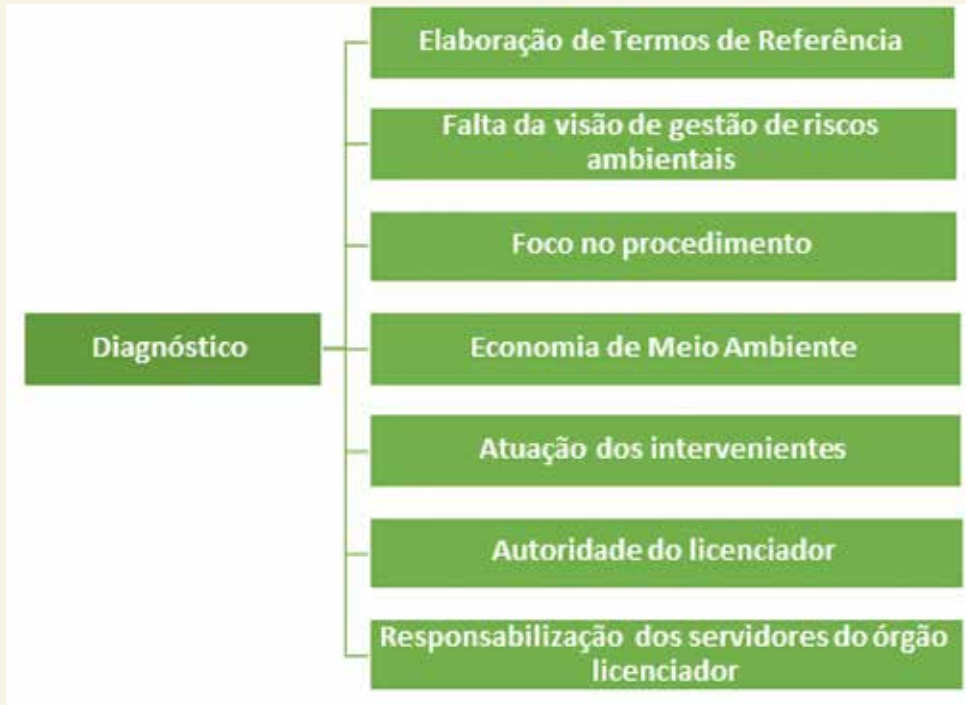 Elaboração de Termos de Referência
Falta da visão de gestão de riscos
ambientais
Foco no procedimento
Diagnóstico
Economia de Meio Ambiente
Atuação dos intervenientes
Autoridade do licenciador
Responsabilização dos servidores do órgão
licenciador